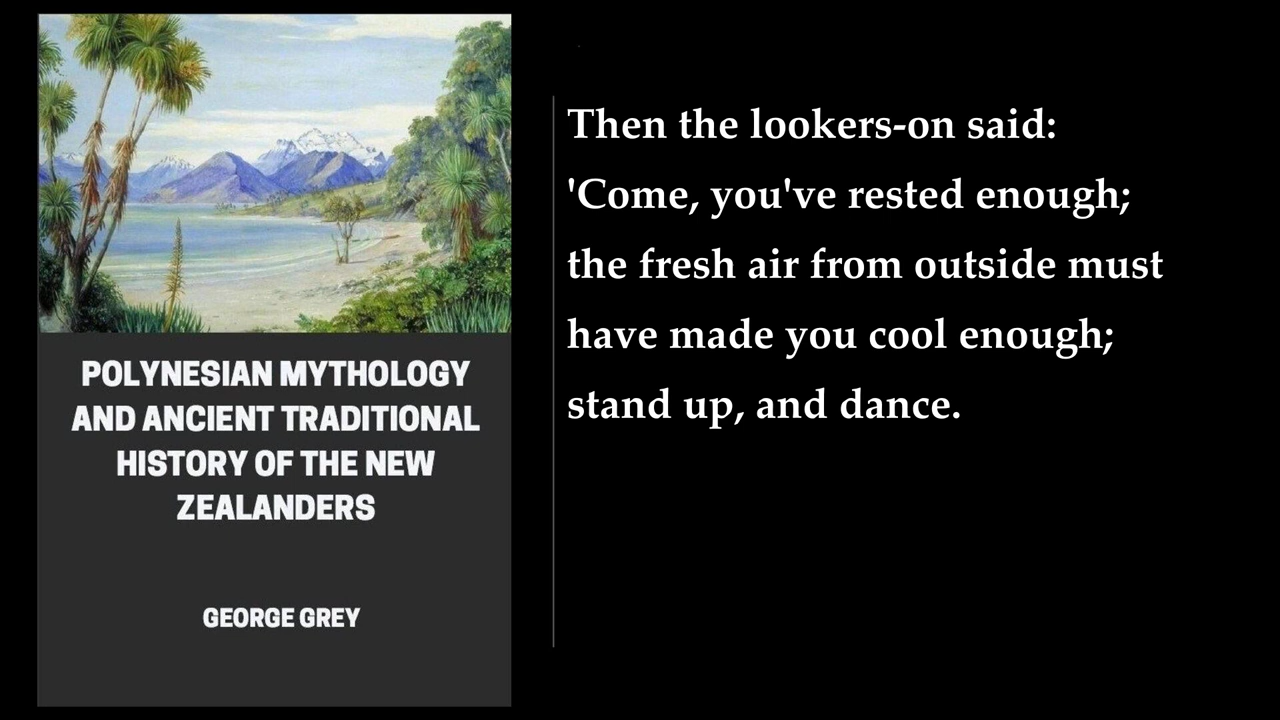 POLYNESIAN MYTHOLOGY
AND ANCIENT TRADITIONAL
HISTORY OF THE NEW
ZEALANDERS
GEORGE GREY
Then the lookers-on said:
'Come, you've rested enough;
the fresh air from outside must
have made you cool enough;
stand up, and dance.